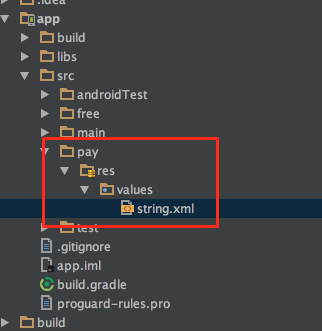 .idea
app
build
libs
src
androidTest
free
main
pay
res
values
string.xml
test
.gitignore
app.iml
build.gradle
proguard-rules.pro
build